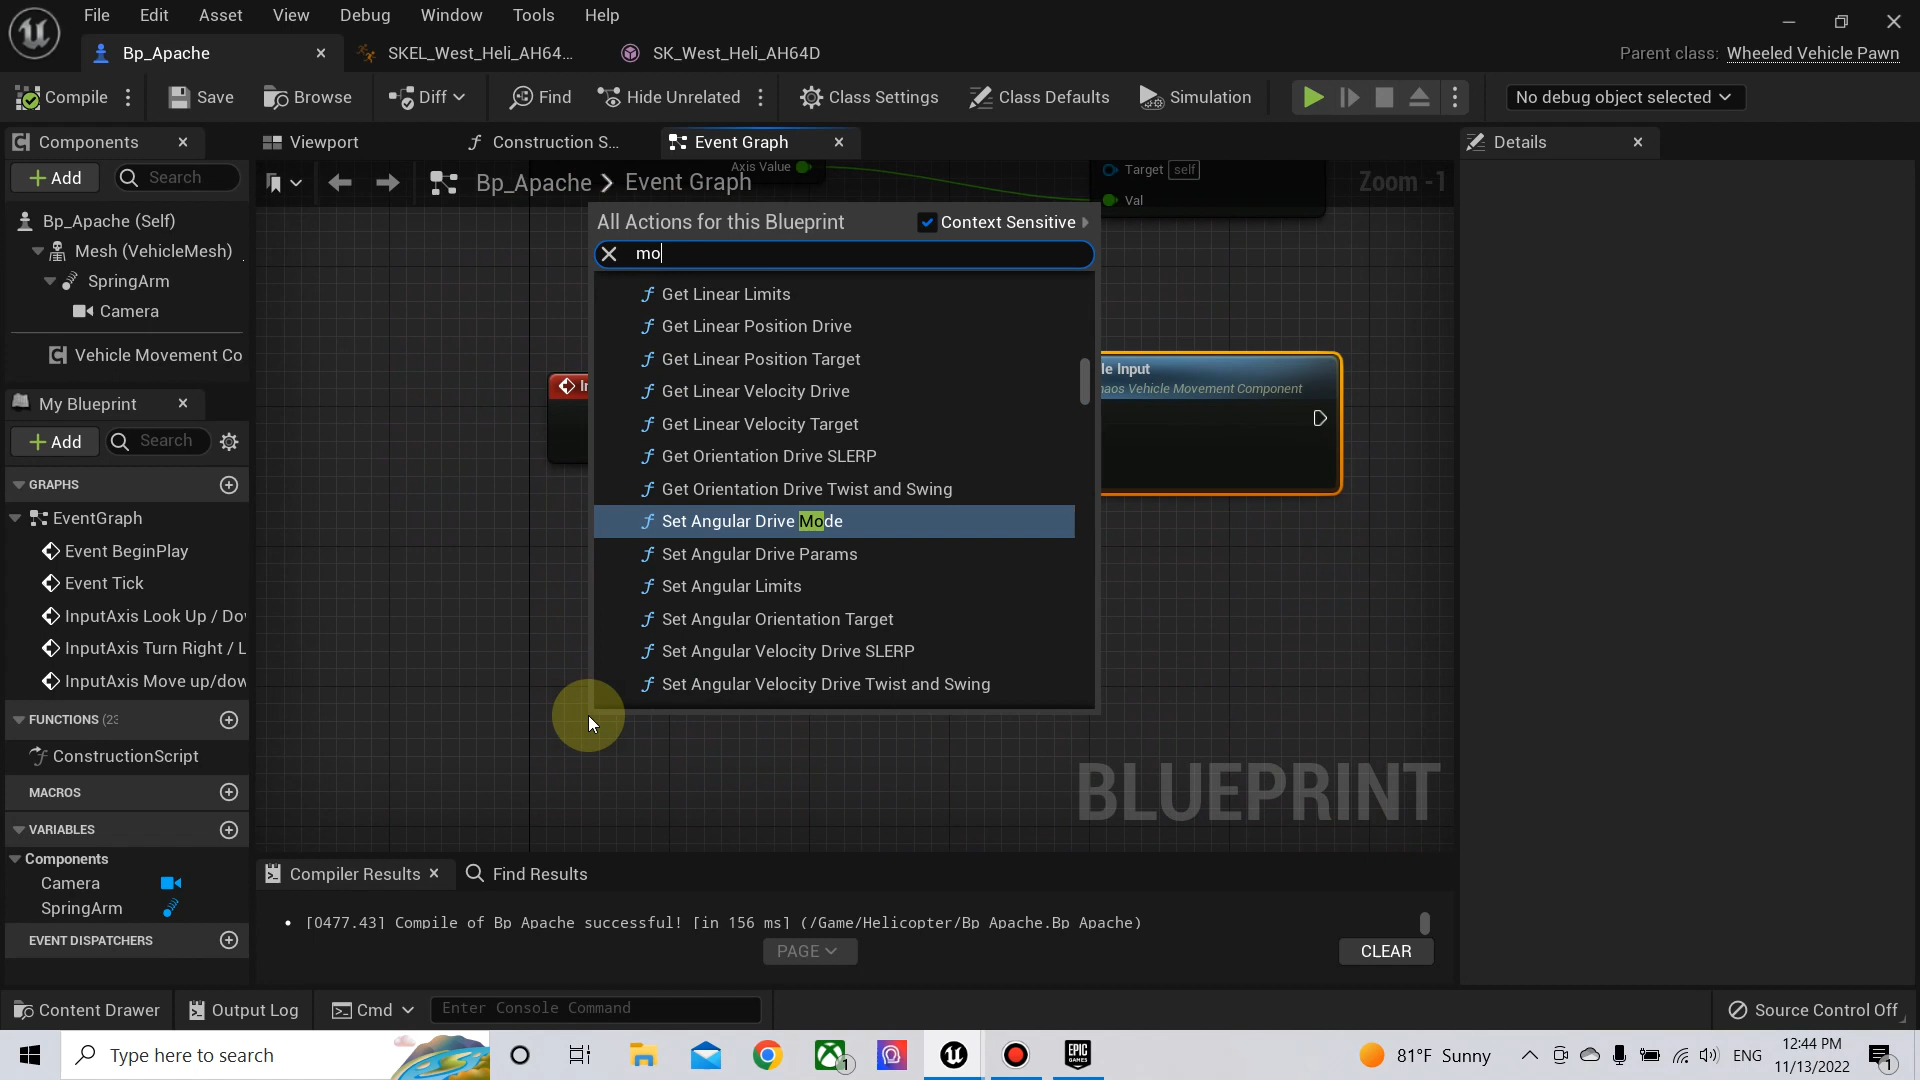 File Edit Asset View Debug Window Tools Help
Bp_Apache SKEL_West_Heli_AH64... SK_West_Heli_AH64D Parent class: Wheeled Vehicle Pawn
Compile Save Browse Diff Find Hide Unrelated Class Settings Class Defaults Simulation No debug object selected
Components Viewport Construction S... Event Graph Details
Add Search Bp_Apache > Event Graph Zoom -1
Axis Value
Target self
Val
Bp_Apache (Self)
Mesh (VehicleMesh)
SpringArm
Camera
Vehicle Movement Co
All Actions for this Blueprint Context Sensitive
mo
Get Linear Limits
Get Linear Position Drive
Get Linear Position Target
Get Linear Velocity Drive
Get Linear Velocity Target
Get Orientation Drive SLERP
Get Orientation Drive Twist and Swing
Set Angular Drive Mode
Set Angular Drive Params
Set Angular Limits
Set Angular Orientation Target
Set Angular Velocity Drive SLERP
Set Angular Velocity Drive Twist and Swing
le Input
haos Vehicle Movement Component
My Blueprint
Add Search
GRAPHS
EventGraph
Event BeginPlay
Event Tick
InputAxis Look Up / Do
InputAxis Turn Right / L
InputAxis Move up/dow
FUNCTIONS (23
ConstructionScript
MACROS
VARIABLES
Components
Camera
SpringArm
EVENT DISPATCHERS
BLUEPRINT
Compiler Results Find Results
[0477.43] Compile of Bp Apache successful! [in 156 ms] (/Game/Helicopter/Bp Apache.Bp Apache)
PAGE CLEAR
Content Drawer Output Log Cmd Enter Console Command Source Control Off
Type here to search 1 EPIC GAMES 81°F Sunny ENG 12:44 PM
11/13/2022 1